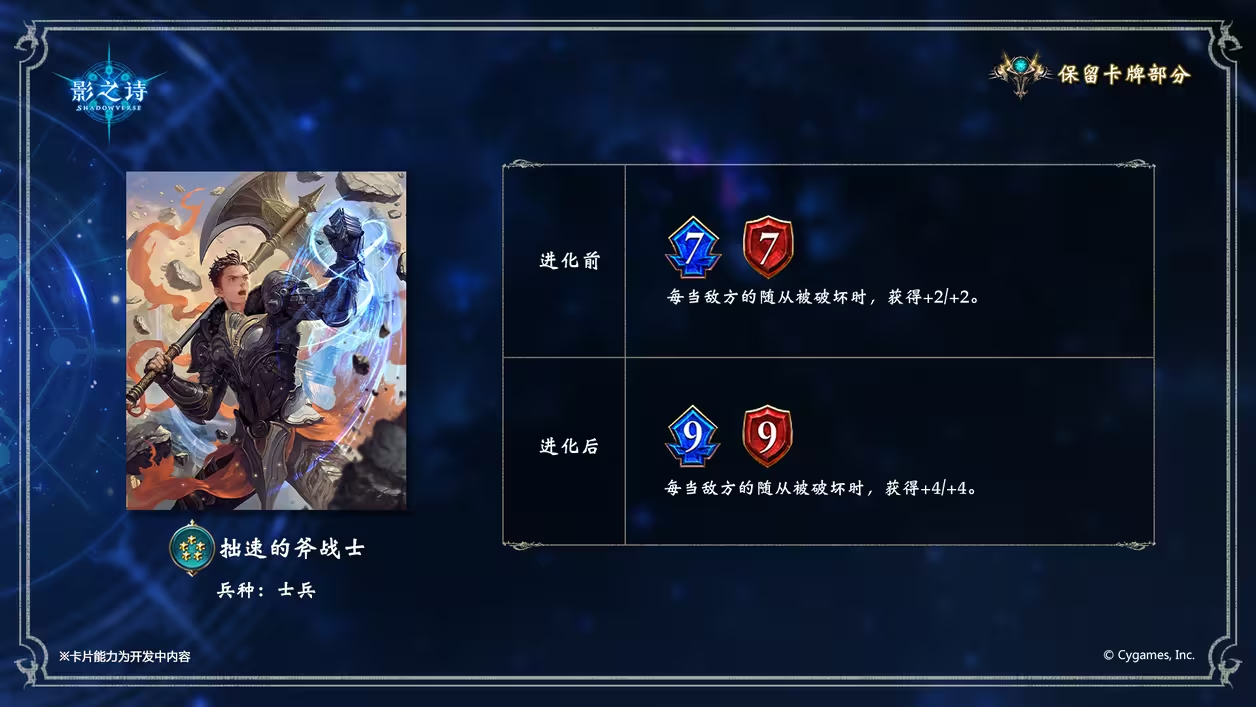 影之诗
SHADOWVERSE
保留卡牌部分
进化前
7 7
每当敌方的随从被破坏时，获得+2/+2。
进化后
9 9
每当敌方的随从被破坏时，获得+4/+4。
拙速的斧战士
兵种：士兵
※卡片能力为开发中内容
© Cygames, Inc.